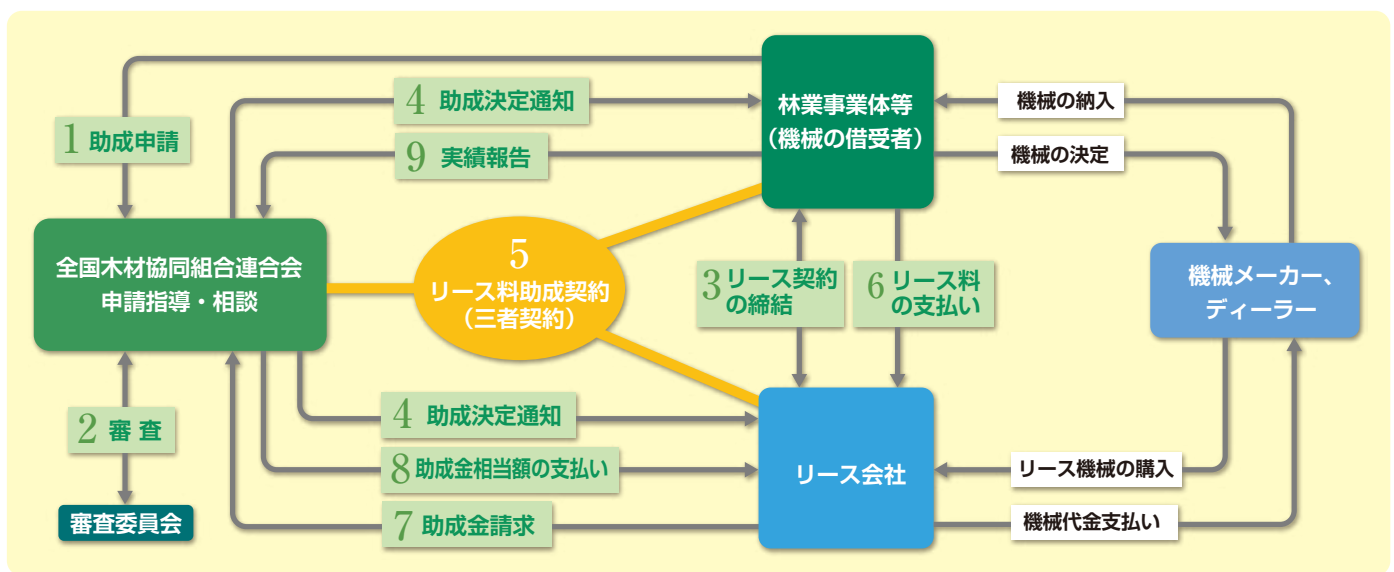 1 助成申請
4 助成決定通知
9 実績報告
林業事業体等
（機械の借受者）
機械の納入
機械の決定
全国木材協同組合連合会
申請指導・相談
5
リース料助成契約
（三者契約）
3 リース契約
の締結
6 リース料
の支払い
機械メーカー、
ディーラー
2 審 査
審査委員会
4 助成決定通知
8 助成金相当額の支払い
7 助成金請求
リース会社
リース機械の購入
機械代金支払い